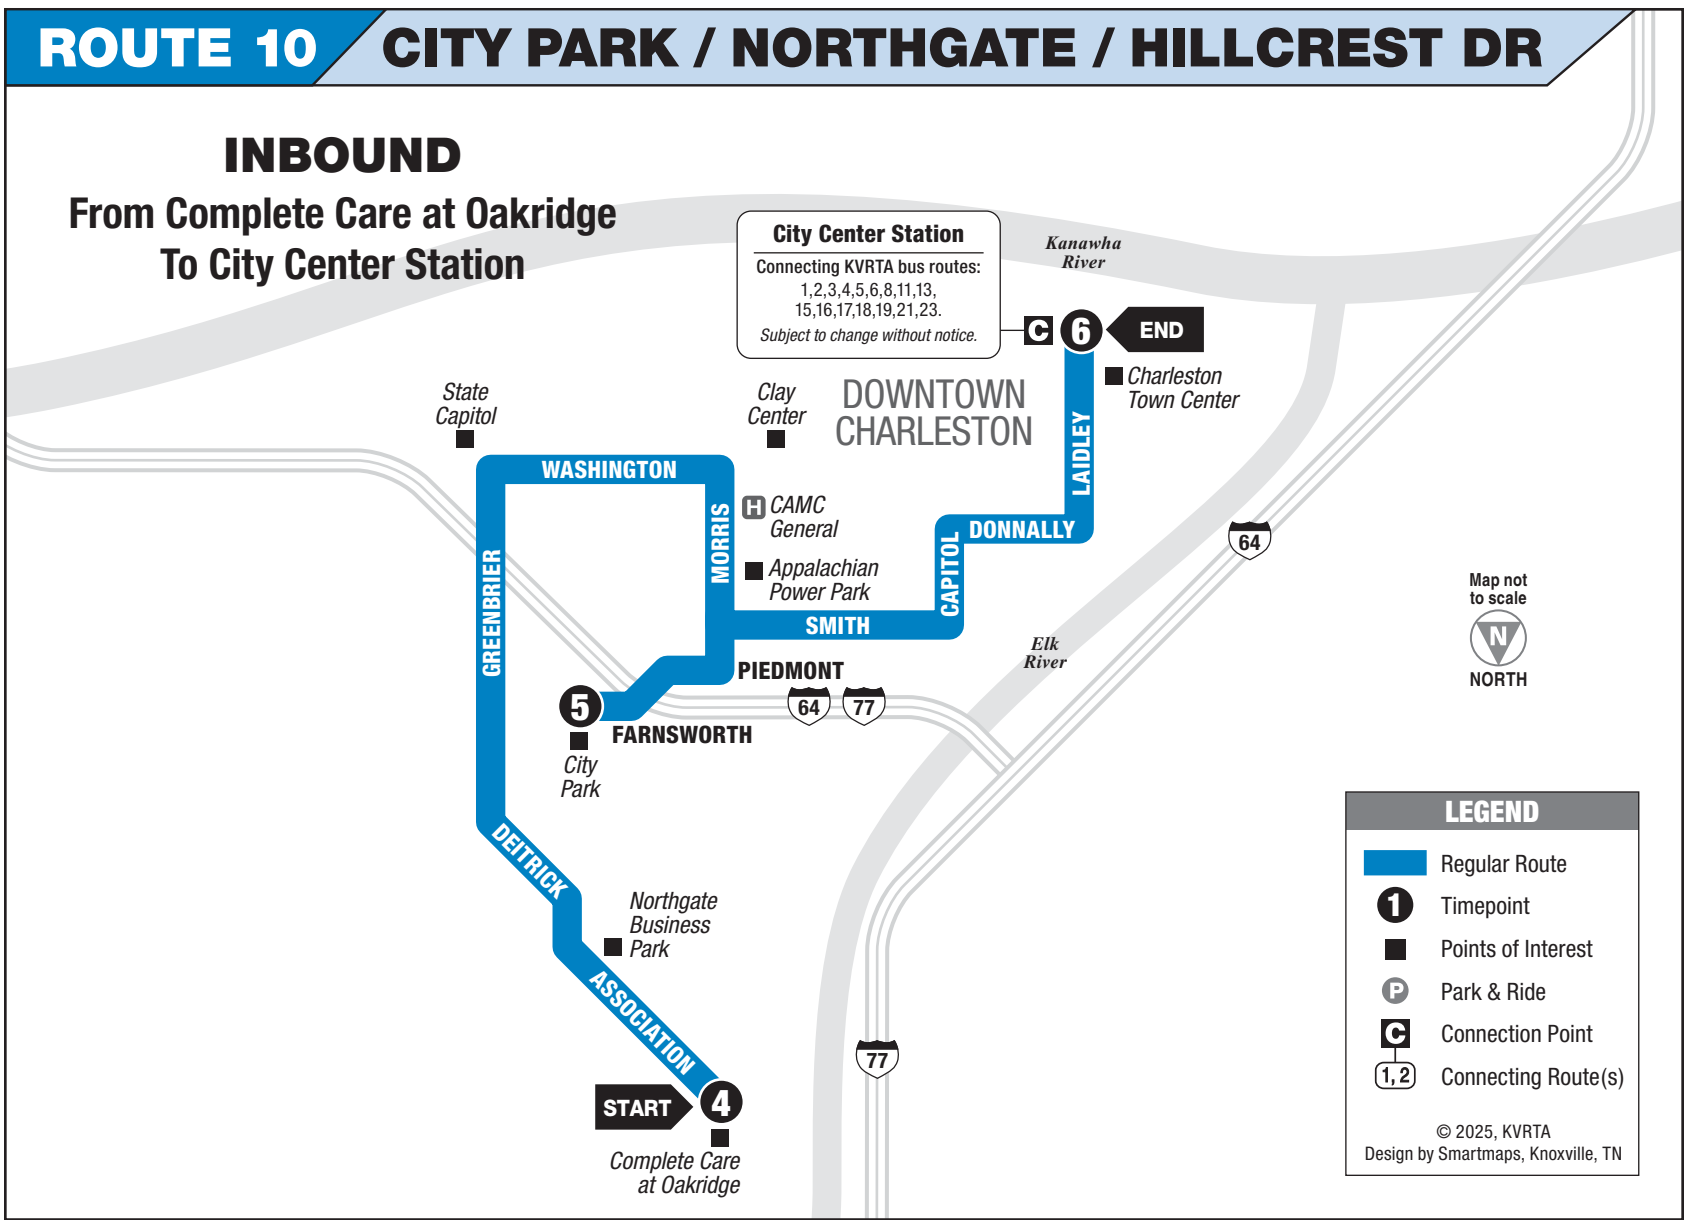 ROUTE 10
CITY PARK / NORTHGATE / HILLCREST DR
INBOUND
From Complete Care at Oakridge
To City Center Station
City Center Station
Connecting KVRTA bus routes:
1,2,3,4,5,6,8,11,13,
15,16,17,18,19,21,23.
Subject to change without notice.
Kanawha
River
C
6
END
Charleston
Town Center
State
Capitol
Clay
Center
DOWNTOWN
CHARLESTON
LAIDLEY
WASHINGTON
H
CAMC
General
MORRIS
DONNALLY
CAPITOL
64
GREENBRIER
Appalachian
Power Park
SMITH
Elk
River
Map not
to scale
N
NORTH
PIEDMONT
64
77
5
FARNSWORTH
City
Park
DEITRICK
Northgate
Business
Park
ASSOCIATION
77
START
4
Complete Care
at Oakridge
LEGEND
Regular Route
1
Timepoint
Points of Interest
P
Park & Ride
C
Connection Point
1, 2
Connecting Route(s)
© 2025, KVRTA
Design by Smartmaps, Knoxville, TN